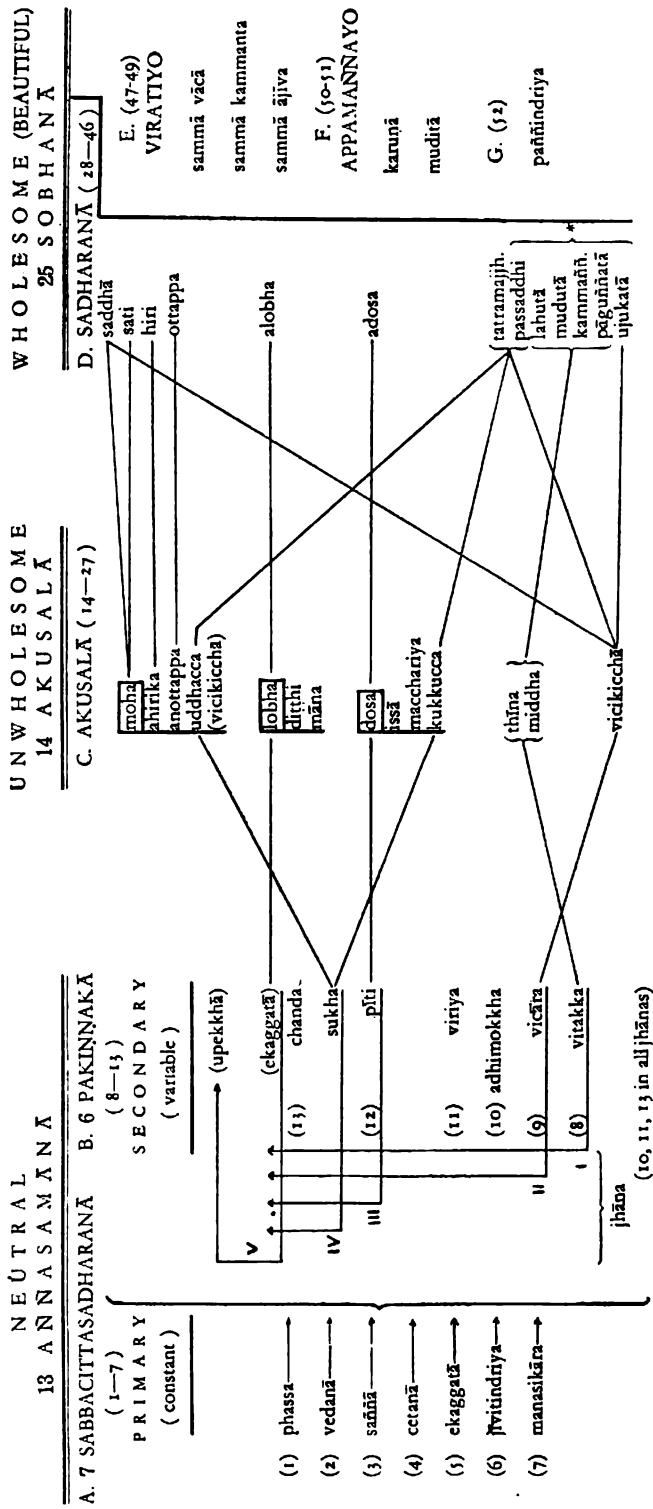 NEUTRAL
13 AÑÑASAMĀNĀ
A. 7 SABBACITTASADHARANĀ
(1—7)
PRIMARY
(constant)
(1) phassa
(2) vedanā
(3) saññā
(4) cetanā
(5) ekaggatā
(6) jīvitindriya
(7) manasikāra
B. 6 PAKIṆṆAKĀ
(8—13)
SECONDARY
(variable)
(upekkhā)
(ekaggatā)
(13) chanda
sukha
(12) pīti
(11) viriya
(10) adhimokkha
(9) vicāra
(8) vitakka
V
IV
III
II
I
jhāna
(10, 11, 13 in all jhānas)
UNWHOLESOME
14 AKUSALĀ
C. AKUSALĀ (14—27)
moha
ahirika
anottappa
uddhacca
(vicikicchā)
lobha
diṭṭhi
māna
dosa
issā
macchariya
kukkucca
thīna
middha
vicikicchā
WHOLESOME (BEAUTIFUL)
25 SOBHANĀ
D. SADHARANĀ (28—46)
saddhā
sati
hiri
ottappa
alobha
adosa
tatramajjh.
passaddhi
lahutā
mudutā
kammaññ.
pāguññatā
ujukatā
*
E. (47-49)
VIRATIYO
sammā vācā
sammā kammanta
sammā ājīva
F. (50-51)
APPAMAÑÑAYO
karuṇā
muditā
G. (52)
paññindriya